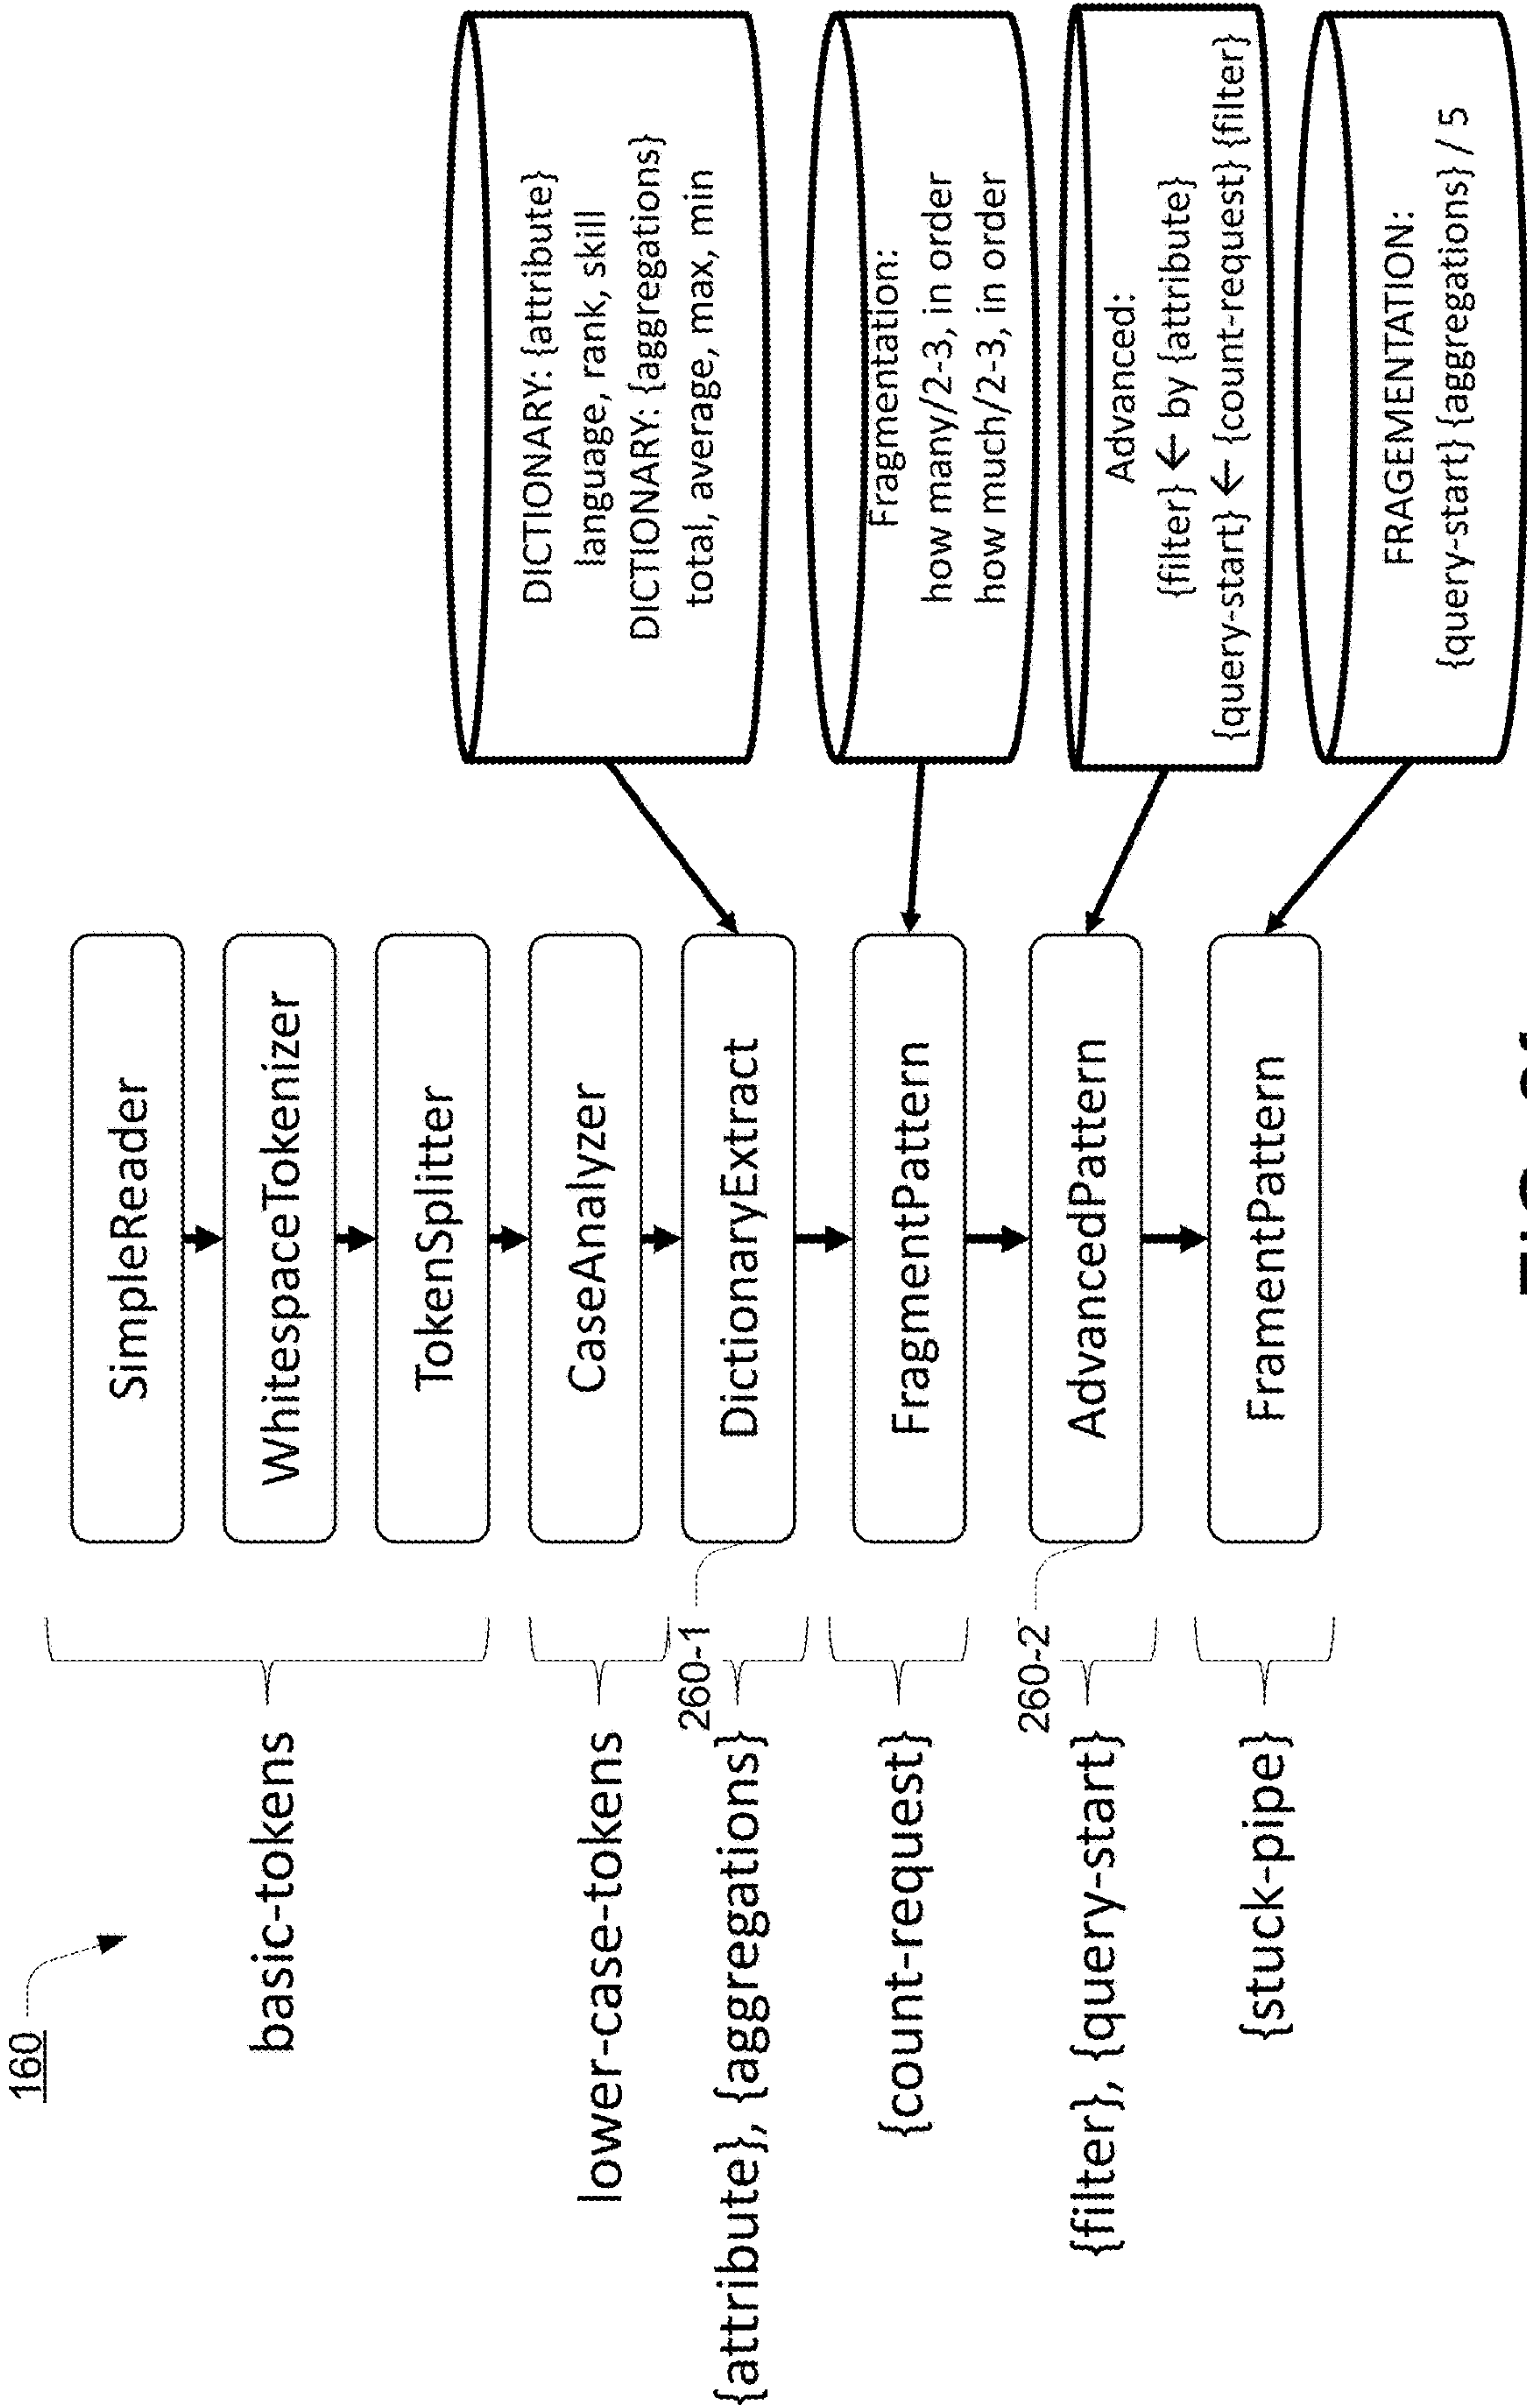 160
basic-tokens
lower-case-tokens
{attribute}, {aggregations}
{count-request}
{filter}, {query-start}
{stuck-pipe}
260-1
260-2
SimpleReader
WhitespaceTokenizer
TokenSplitter
CaseAnalyzer
DictionaryExtract
FragmentPattern
AdvancedPattern
FramentPattern
DICTIONARY: {attribute}
language, rank, skill
DICTIONARY: {aggregations}
total, average, max, min
Fragmentation:
how many/2-3, in order
how much/2-3, in order
Advanced:
{filter} ← by {attribute}
{query-start} ← {count-request} {filter}
FRAGEMENTATION:
{query-start} {aggregations} / 5